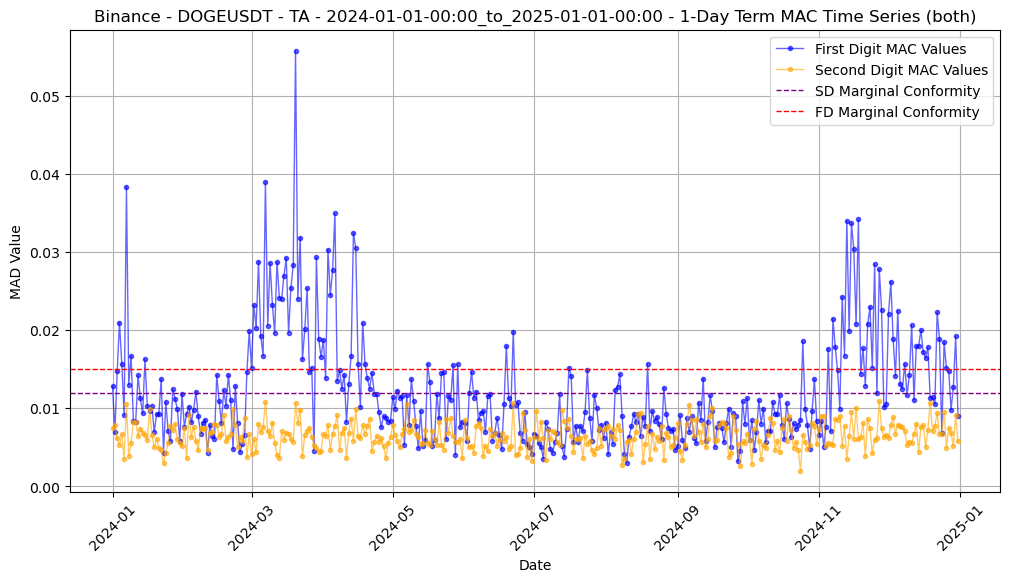 Binance - DOGEUSDT - TA - 2024-01-01-00:00_to_2025-01-01-00:00 - 1-Day Term MAC Time Series (both)
First Digit MAC Values
Second Digit MAC Values
SD Marginal Conformity
FD Marginal Conformity
MAD Value
0.05
0.04
0.03
0.02
0.01
0.00
2024-01
2024-03
2024-05
2024-07
2024-09
2024-11
2025-01
Date